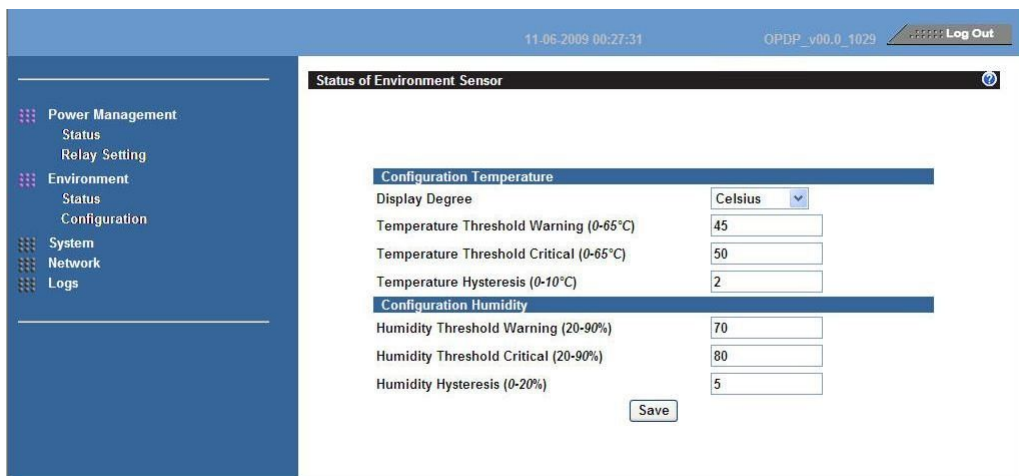 11-06-2009 00:27:31 OPDP_v00.0_1029 Log Out
Status of Environment Sensor
Power Management
Status
Relay Setting
Environment
Status
Configuration
System
Network
Logs
Configuration Temperature
Display Degree Celsius
Temperature Threshold Warning (0-65°C) 45
Temperature Threshold Critical (0-65°C) 50
Temperature Hysteresis (0-10°C) 2
Configuration Humidity
Humidity Threshold Warning (20-90%) 70
Humidity Threshold Critical (20-90%) 80
Humidity Hysteresis (0-20%) 5
Save